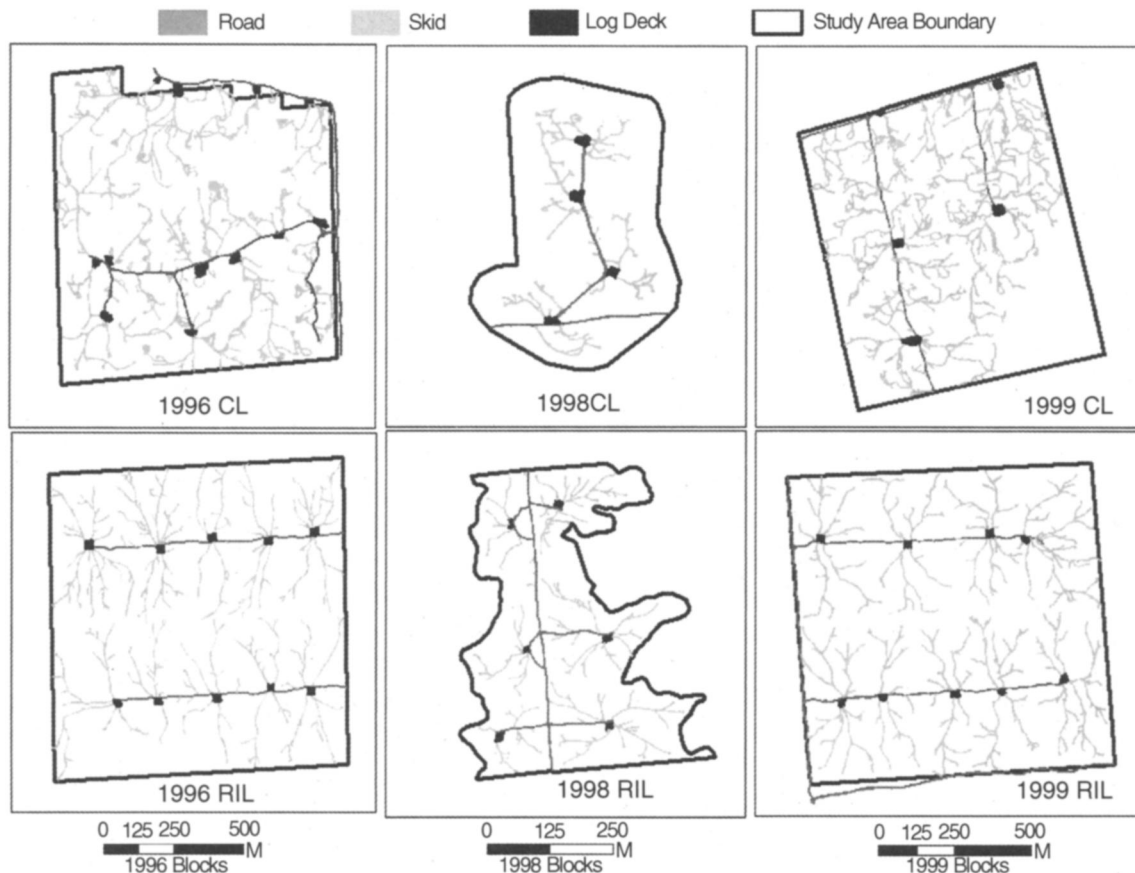 Road Skid Log Deck Study Area Boundary
1996 CL
1998CL
1999 CL
1996 RIL
1998 RIL
1999 RIL
0 125 250 500
M
1996 Blocks
0 125 250
M
1998 Blocks
0 125 250 500
M
1999 Blocks